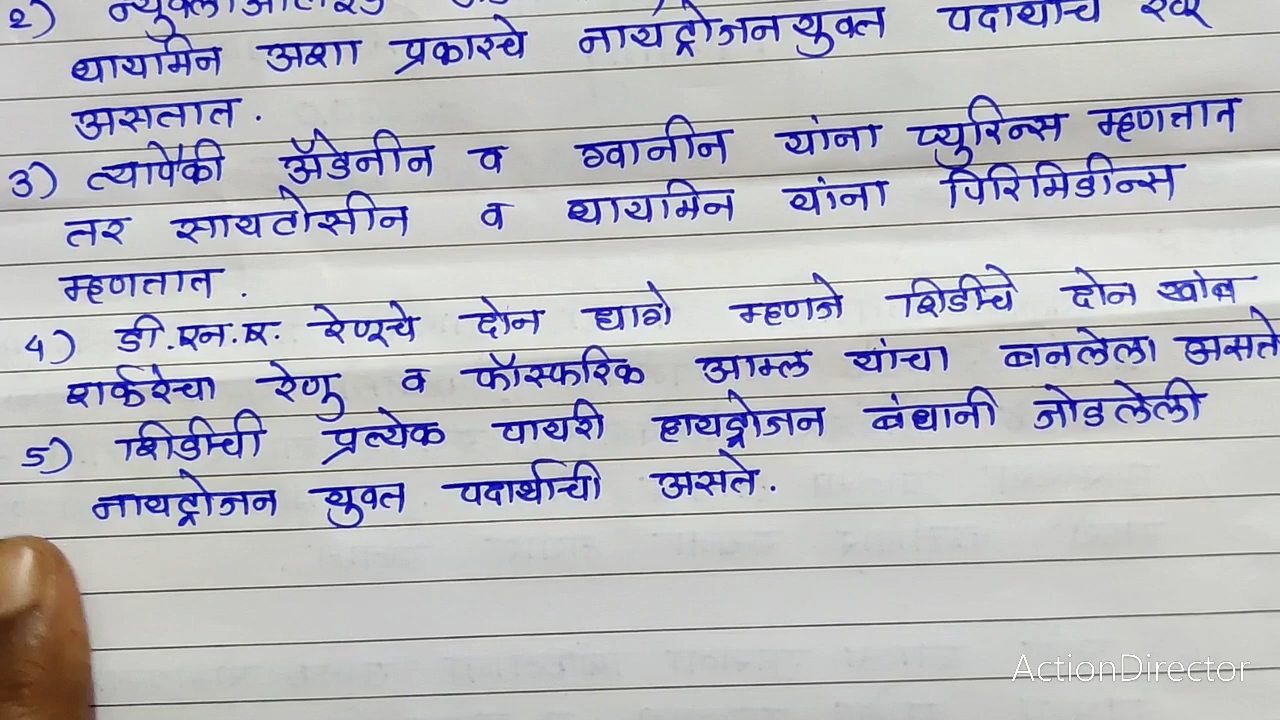 २)
थायमिन अशा प्रकारचे नायट्रोजनयुक्त पदार्थांचे
असतात.
3) त्यापैकी ॲडेनीन व ग्वानीन यांना प्युरिन्स म्हणतात
तर सायटोसीन व थायमिन यांना पिरिमिडीन्स
म्हणतात.
4) डी.एन.ए. रेणूचे दोन धागे म्हणजे शिडीचे दोन खांब
शर्करेचा रेणु व फॉस्फरिक आम्ल यांचा बनलेला असते
5) शिडीची प्रत्येक पायरी हायड्रोजन बंधानी जोडलेली
नायट्रोजन युक्त पदार्थाची असते.
ActionDirector